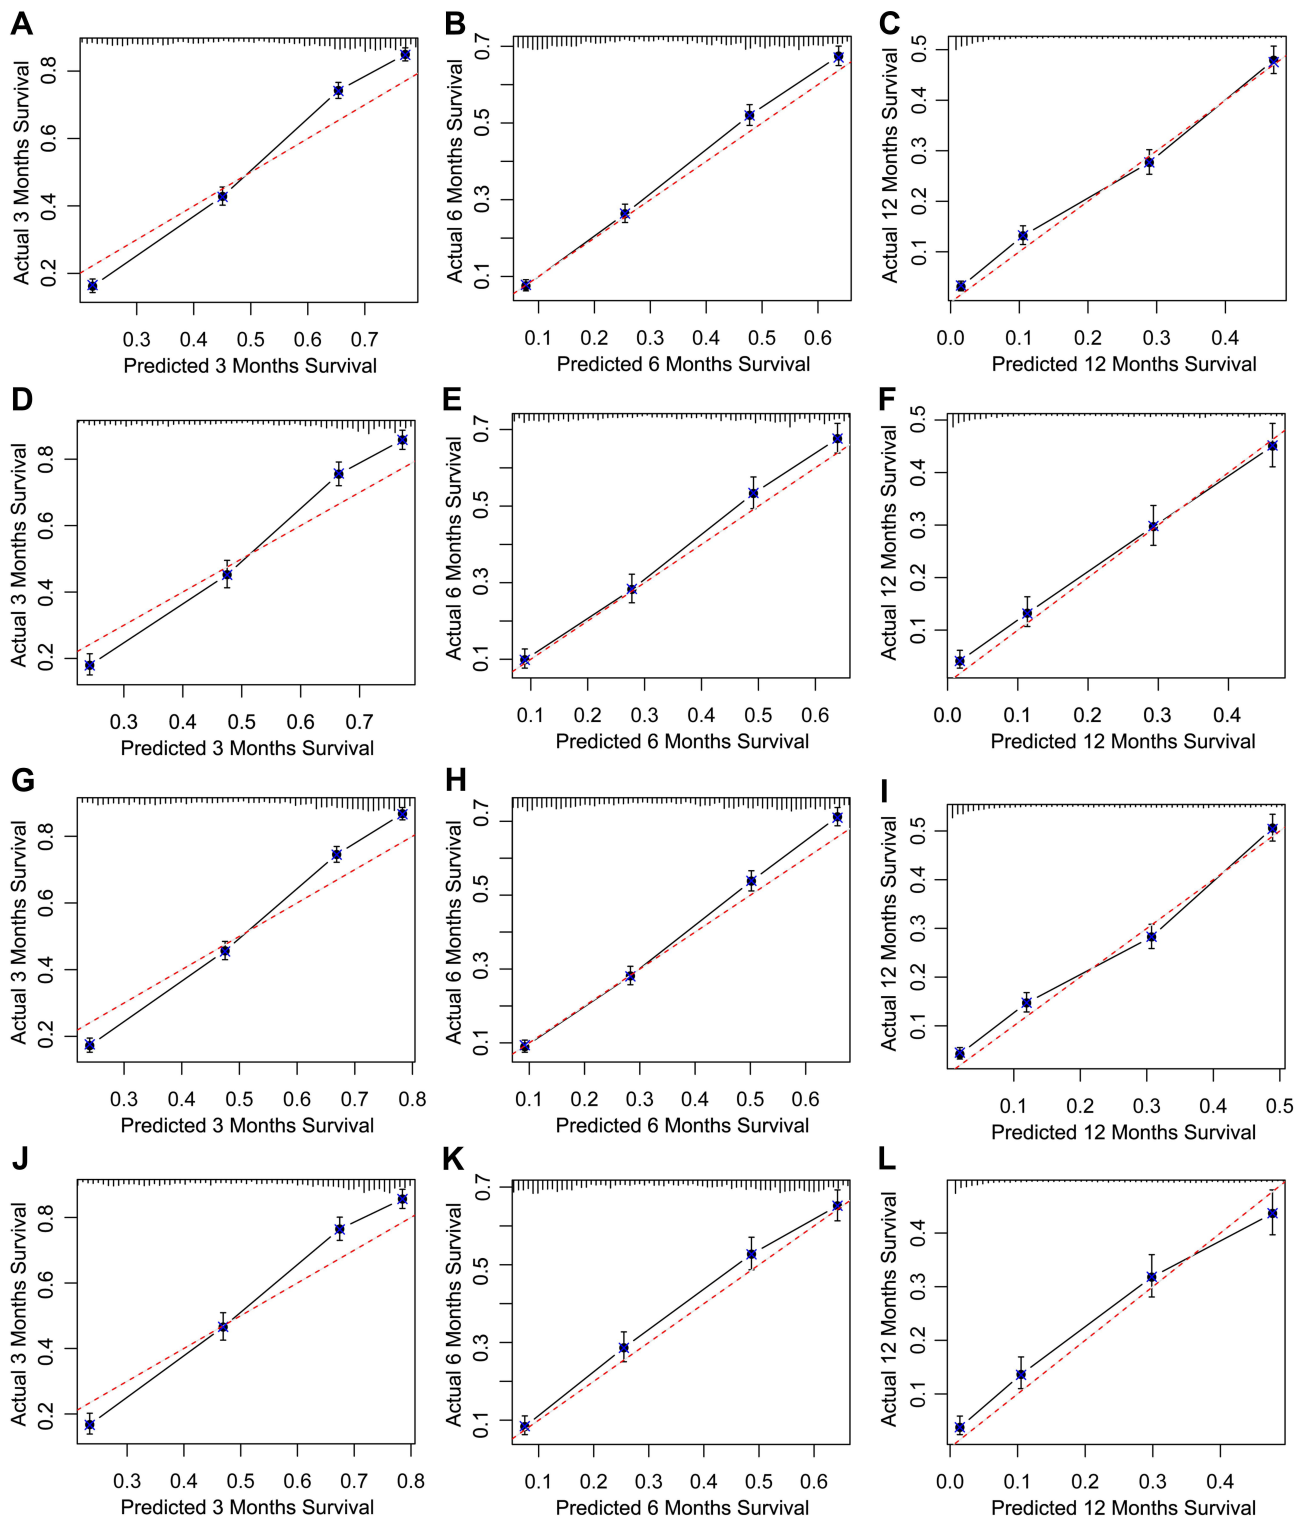 A
Actual 3 Months Survival
0.2 0.4 0.6 0.8
0.3 0.4 0.5 0.6 0.7
Predicted 3 Months Survival
B
Actual 6 Months Survival
0.1 0.3 0.5 0.7
0.1 0.2 0.3 0.4 0.5 0.6
Predicted 6 Months Survival
C
Actual 12 Months Survival
0.1 0.2 0.3 0.4 0.5
0.0 0.1 0.2 0.3 0.4
Predicted 12 Months Survival
D
Actual 3 Months Survival
0.2 0.4 0.6 0.8
0.3 0.4 0.5 0.6 0.7
Predicted 3 Months Survival
E
Actual 6 Months Survival
0.1 0.3 0.5 0.7
0.1 0.2 0.3 0.4 0.5 0.6
Predicted 6 Months Survival
F
Actual 12 Months Survival
0.1 0.2 0.3 0.4 0.5
0.0 0.1 0.2 0.3 0.4
Predicted 12 Months Survival
G
Actual 3 Months Survival
0.2 0.4 0.6 0.8
0.3 0.4 0.5 0.6 0.7 0.8
Predicted 3 Months Survival
H
Actual 6 Months Survival
0.1 0.3 0.5 0.7
0.1 0.2 0.3 0.4 0.5 0.6
Predicted 6 Months Survival
I
Actual 12 Months Survival
0.1 0.2 0.3 0.4 0.5
0.1 0.2 0.3 0.4 0.5
Predicted 12 Months Survival
J
Actual 3 Months Survival
0.2 0.4 0.6 0.8
0.3 0.4 0.5 0.6 0.7 0.8
Predicted 3 Months Survival
K
Actual 6 Months Survival
0.1 0.3 0.5 0.7
0.1 0.2 0.3 0.4 0.5 0.6
Predicted 6 Months Survival
L
Actual 12 Months Survival
0.1 0.2 0.3 0.4
0.0 0.1 0.2 0.3 0.4
Predicted 12 Months Survival